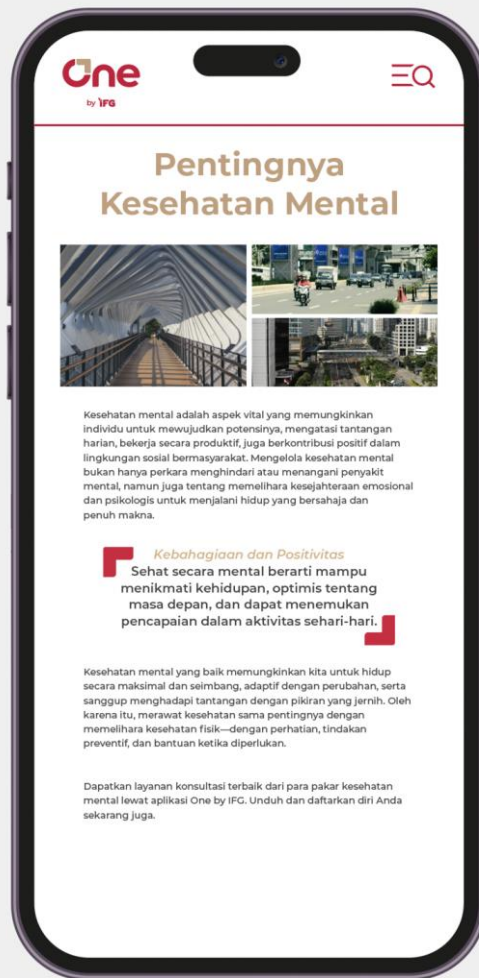 One
by IFG
Pentingnya
Kesehatan Mental
Kesehatan mental adalah aspek vital yang memungkinkan
individu untuk mewujudkan potensinya, mengatasi tantangan
harian, bekerja secara produktif, juga berkontribusi positif dalam
lingkungan sosial bermasyarakat. Mengelola kesehatan mental
bukan hanya perkara menghindari atau menangani penyakit
mental, namun juga tentang memelihara kesejahteraan emosional
dan psikologis untuk menjalani hidup yang bersahaja dan
penuh makna.
Kebahagiaan dan Positivitas
Sehat secara mental berarti mampu
menikmati kehidupan, optimis tentang
masa depan, dan dapat menemukan
pencapaian dalam aktivitas sehari-hari.
Kesehatan mental yang baik memungkinkan kita untuk hidup
secara maksimal dan seimbang, adaptif dengan perubahan, serta
sanggup menghadapi tantangan dengan pikiran yang jernih. Oleh
karena itu, merawat kesehatan sama pentingnya dengan
memelihara kesehatan fisik—dengan perhatian, tindakan
preventif, dan bantuan ketika diperlukan.
Dapatkan layanan konsultasi terbaik dari para pakar kesehatan
mental lewat aplikasi One by IFG. Unduh dan daftarkan diri Anda
sekarang juga.